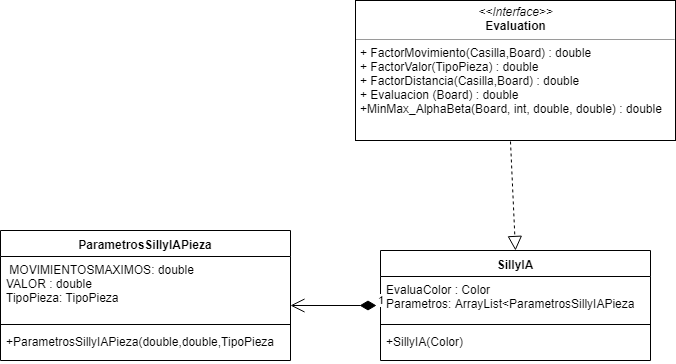 <<Interface>>
Evaluation
+ FactorMovimiento(Casilla,Board) : double
+ FactorValor(TipoPieza) : double
+ FactorDistancia(Casilla,Board) : double
+ Evaluacion (Board) : double
+MinMax_AlphaBeta(Board, int, double, double) : double
ParametrosSillyIAPieza
MOVIMIENTOSMAXIMOS: double
VALOR : double
TipoPieza: TipoPieza
+ParametrosSillyIAPieza(double,double,TipoPieza
1
SillyIA
EvaluaColor : Color
Parametros: ArrayList<ParametrosSillyIAPieza
+SillyIA(Color)